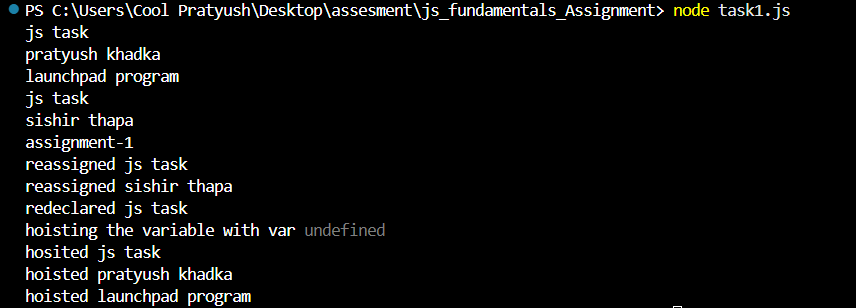 PS C:\Users\Cool Pratyush\Desktop\assesment\js_fundamentals_Assignment> node task1.js
js task
pratyush khadka
launchpad program
js task
sishir thapa
assignment-1
reassigned js task
reassigned sishir thapa
redeclared js task
hoisting the variable with var undefined
hosited js task
hoisted pratyush khadka
hoisted launchpad program